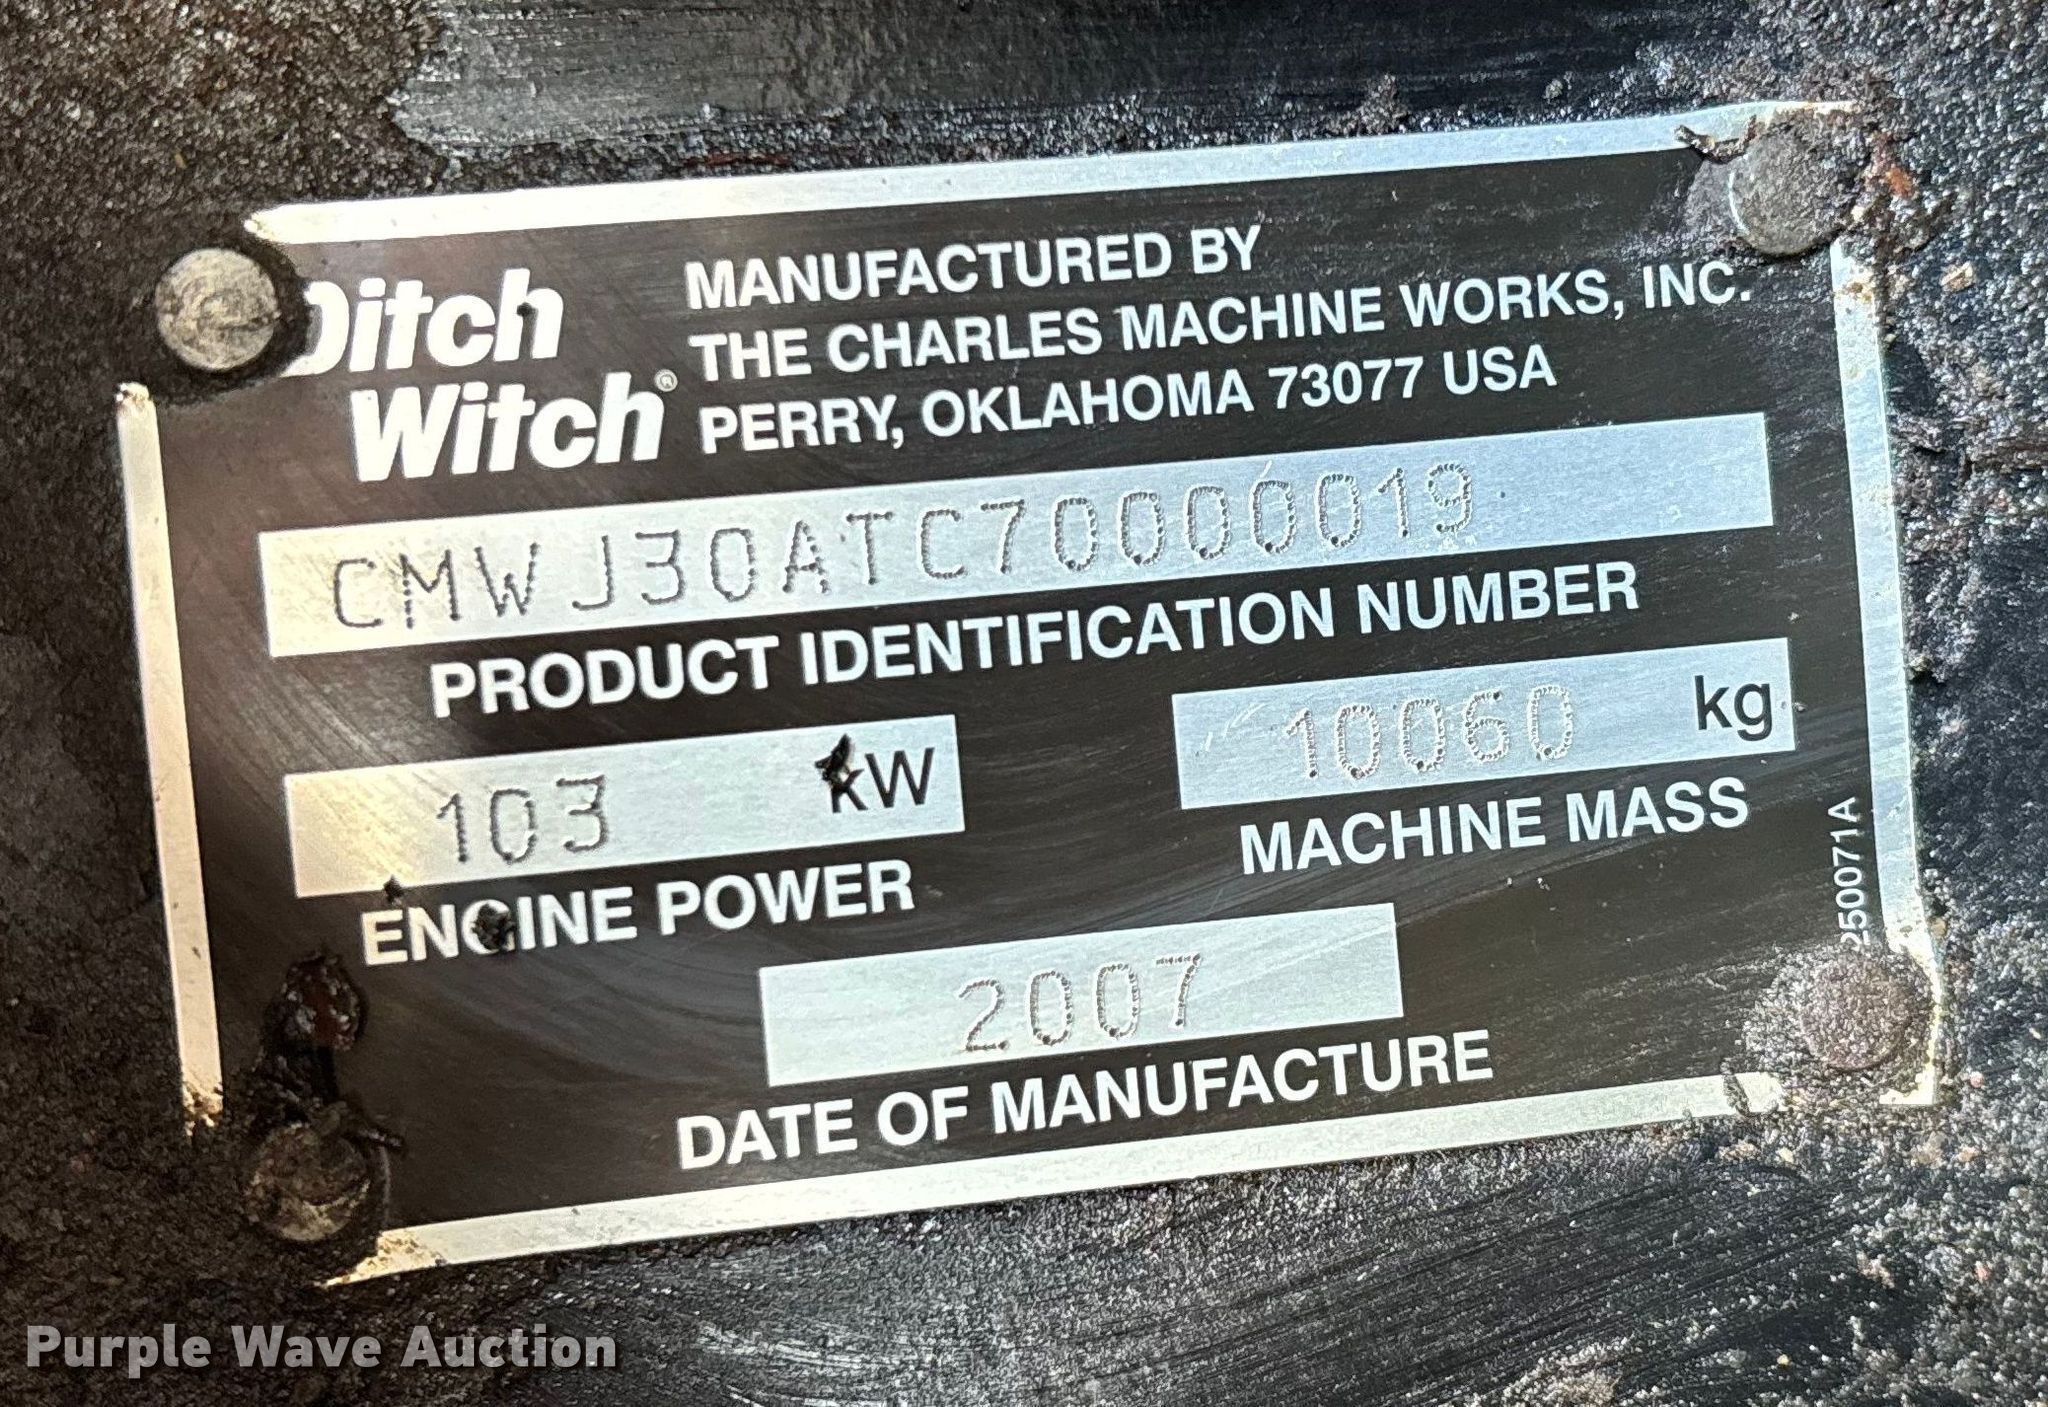 Ditch
Witch®
MANUFACTURED BY
THE CHARLES MACHINE WORKS, INC.
PERRY, OKLAHOMA 73077 USA
CMWJ30ATC70000019
PRODUCT IDENTIFICATION NUMBER
103 kW
ENGINE POWER
10060 kg
MACHINE MASS
2007
DATE OF MANUFACTURE
250071A
Purple Wave Auction